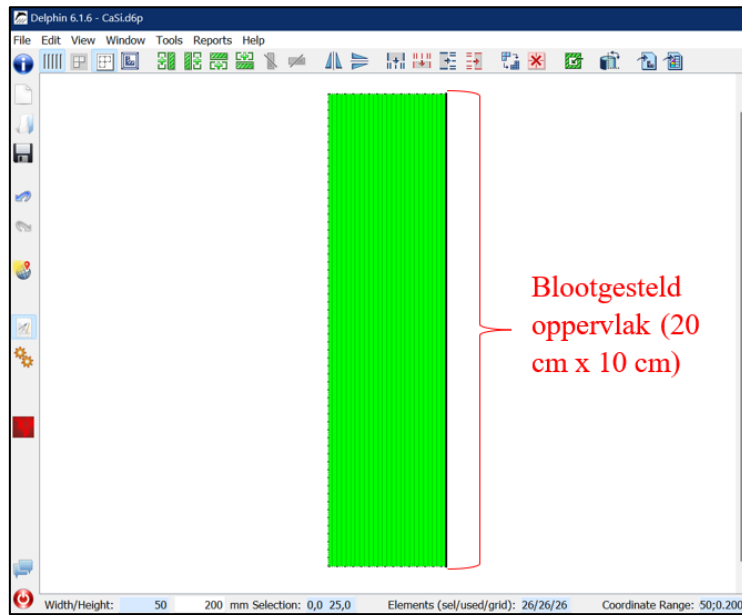 Delphin 6.1.6 - CaSi.d6p
File Edit View Window Tools Reports Help
Blootgesteld
oppervlak (20
cm x 10 cm)
Width/Height: 50 200 mm Selection: 0,0 25,0 Elements (sel/used/grid): 26/26/26 Coordinate Range: 50;0.200